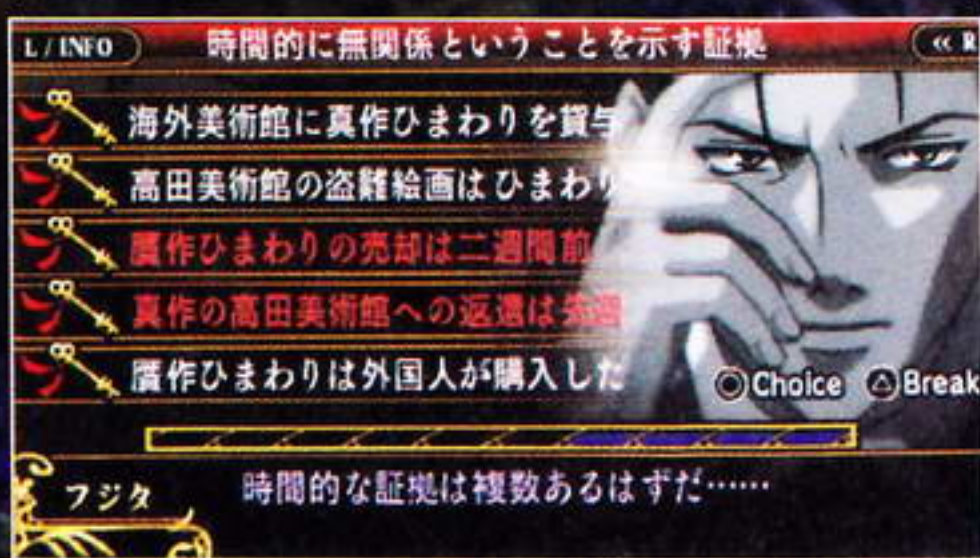 L / INFO
時間的に無関係ということを示す証拠
« R
海外美術館に真作ひまわりを貸与
高田美術館の盗難絵画はひまわり
贋作ひまわりの売却は二週間前
真作の高田美術館への返還は先週
贋作ひまわりは外国人が購入した
◎Choice △Break
フジタ
時間的な証拠は複数あるはずだ……